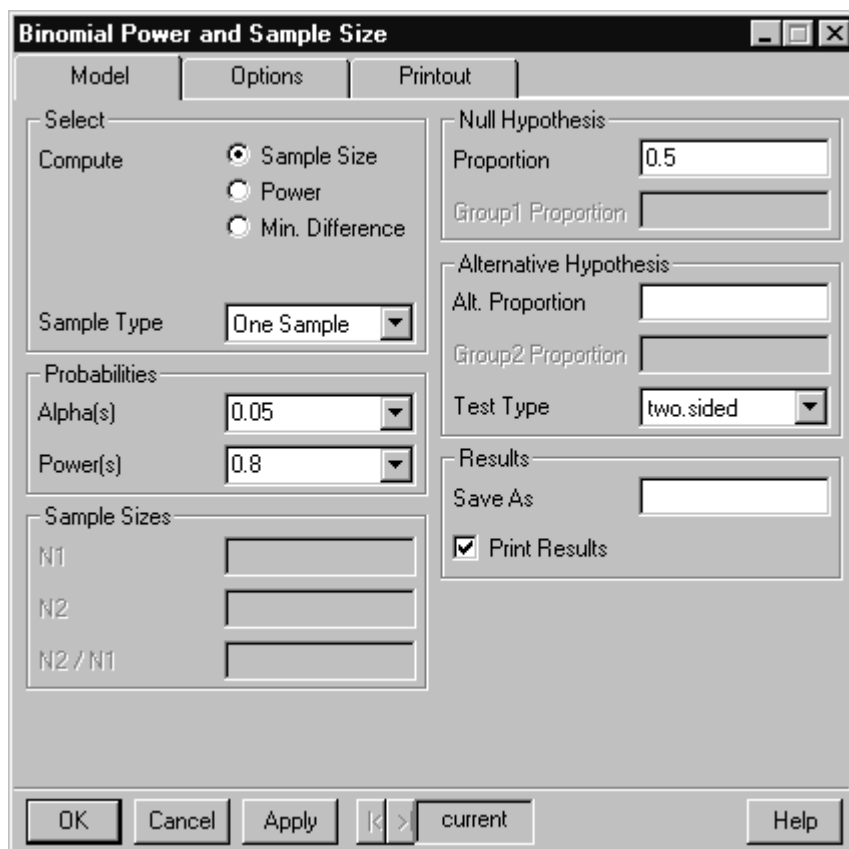 Binomial Power and Sample Size
Model
Options
Printout
Select
Compute
Sample Size
Power
Min. Difference
Sample Type
One Sample
Probabilities
Alpha(s)
0.05
Power(s)
0.8
Sample Sizes
N1
N2
N2 / N1
Null Hypothesis
Proportion
0.5
Group1 Proportion
Alternative Hypothesis
Alt. Proportion
Group2 Proportion
Test Type
two.sided
Results
Save As
Print Results
OK
Cancel
Apply
|<
>|
current
Help